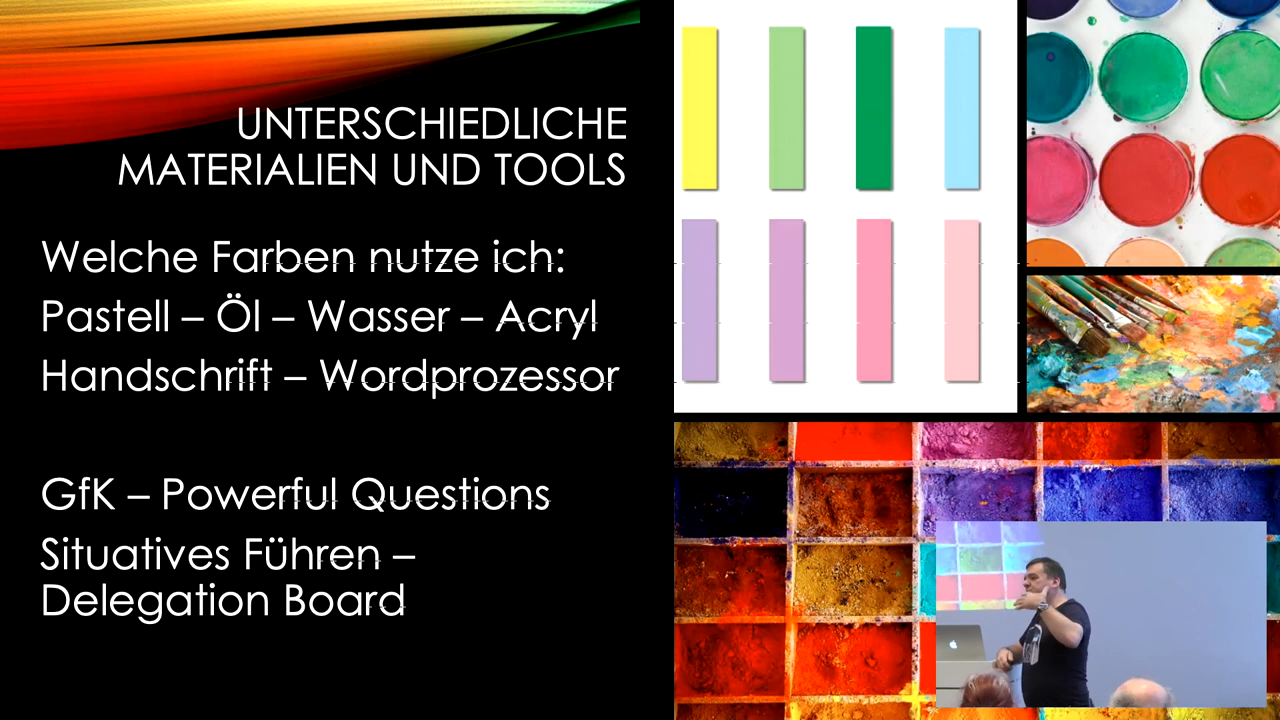 UNTERSCHIEDLICHE
MATERIALIEN UND TOOLS
Welche Farben nutze ich:
Pastell – Öl – Wasser – Acryl
Handschrift – Wordprozessor
GfK – Powerful Questions
Situatives Führen –
Delegation Board